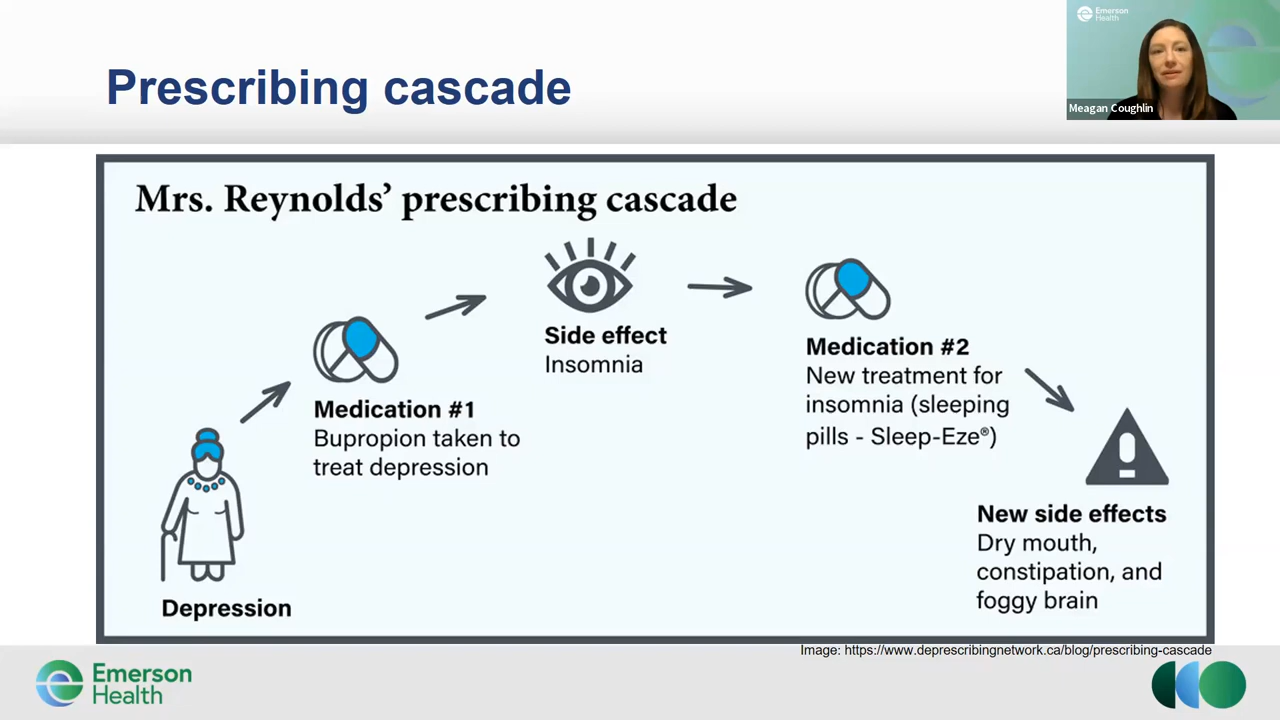 Prescribing cascade
Emerson
Health
Meagan Coughlin
Mrs. Reynolds’ prescribing cascade
Depression
Medication #1
Bupropion taken to
treat depression
Side effect
Insomnia
Medication #2
New treatment for
insomnia (sleeping
pills - Sleep-Eze®)
New side effects
Dry mouth,
constipation, and
foggy brain
Image: https://www.deprescribingnetwork.ca/blog/prescribing-cascade
Emerson
Health